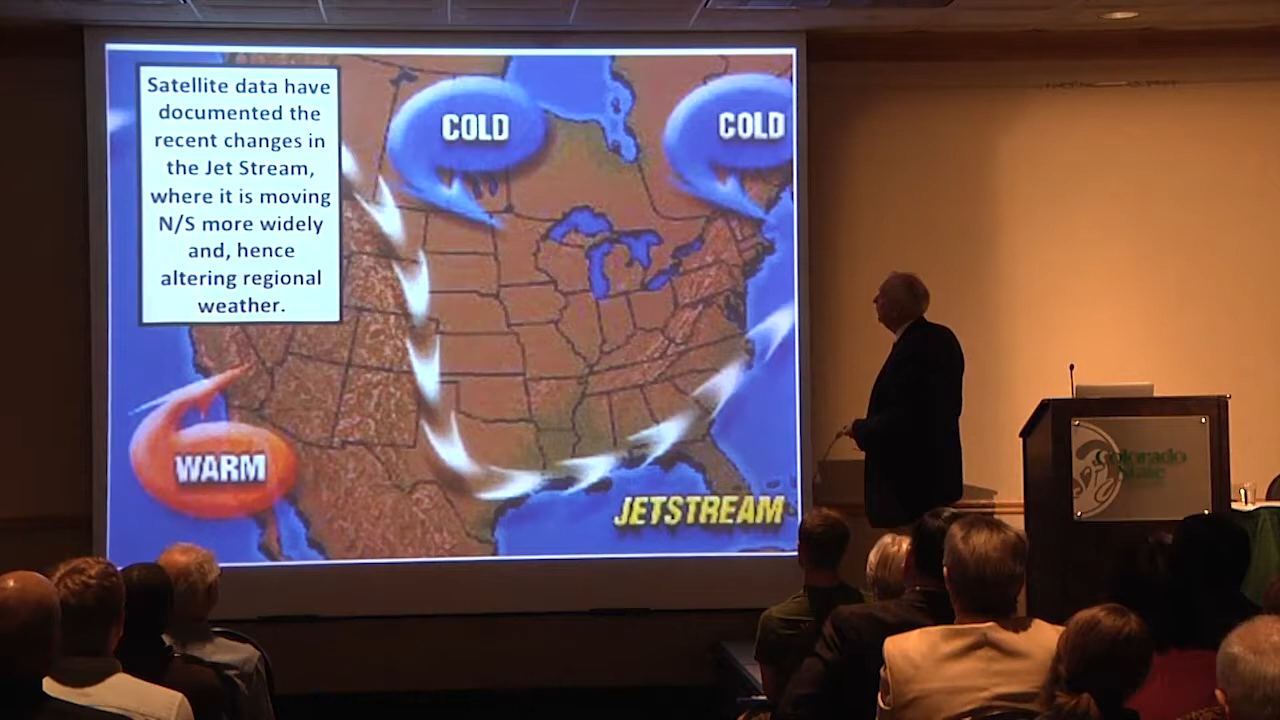 Satellite data have
documented the
recent changes in
the Jet Stream,
where it is moving
N/S more widely
and, hence
altering regional
weather.
COLD
COLD
WARM
JETSTREAM
Colorado
State